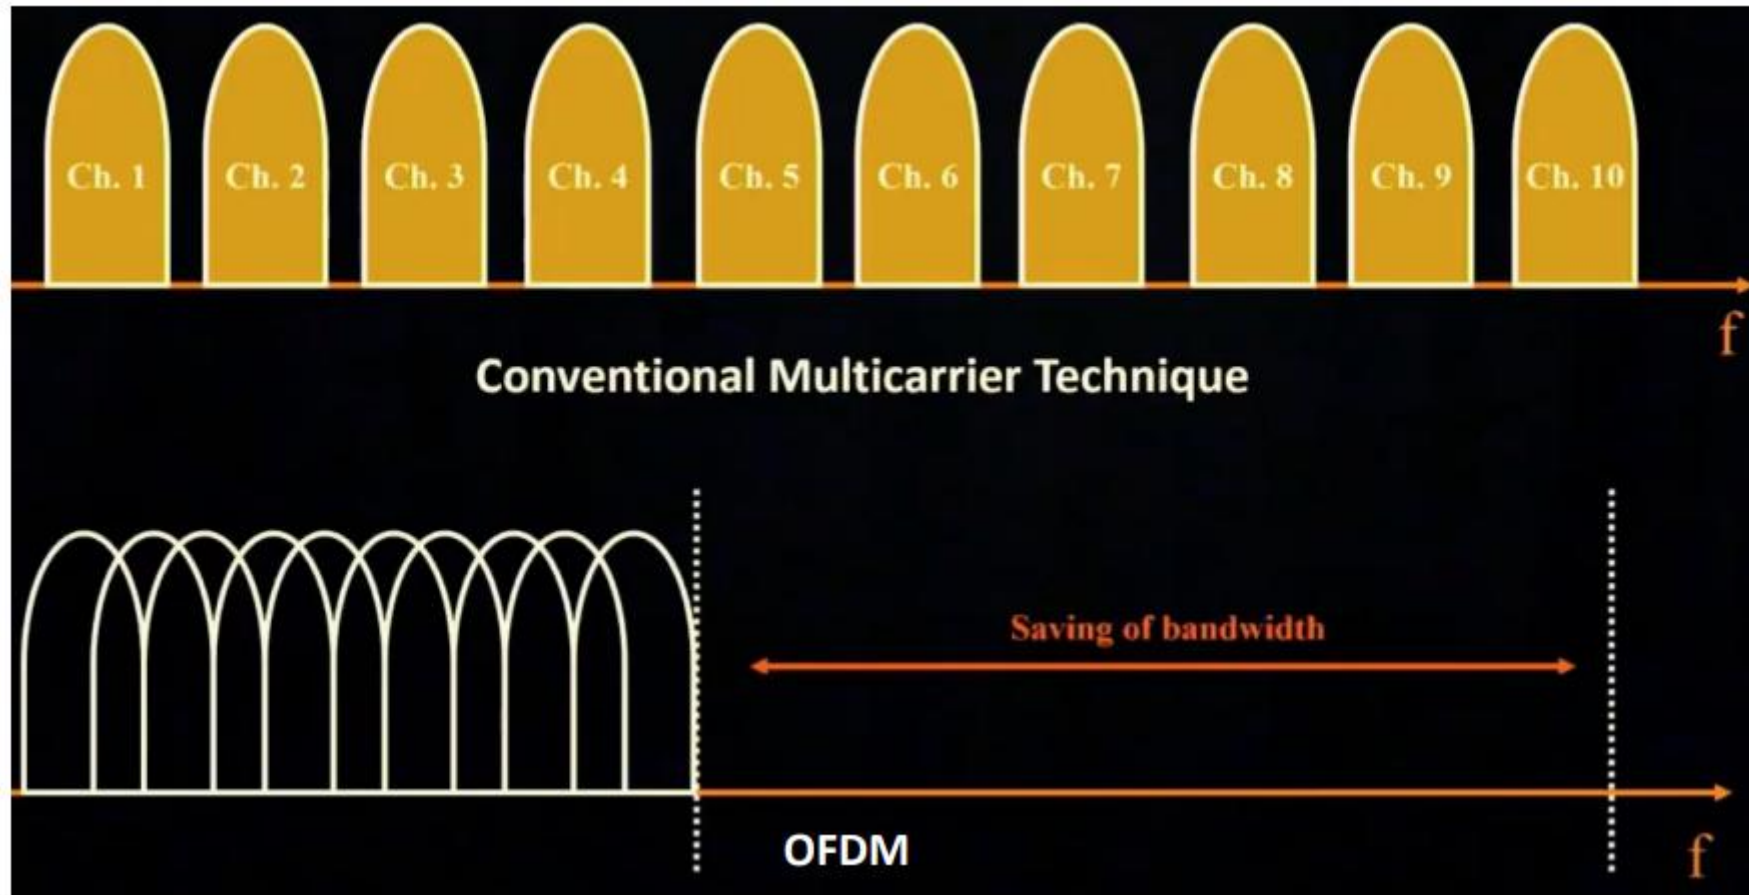 Ch. 1 Ch. 2 Ch. 3 Ch. 4 Ch. 5 Ch. 6 Ch. 7 Ch. 8 Ch. 9 Ch. 10
f
Conventional Multicarrier Technique
Saving of bandwidth
OFDM
f